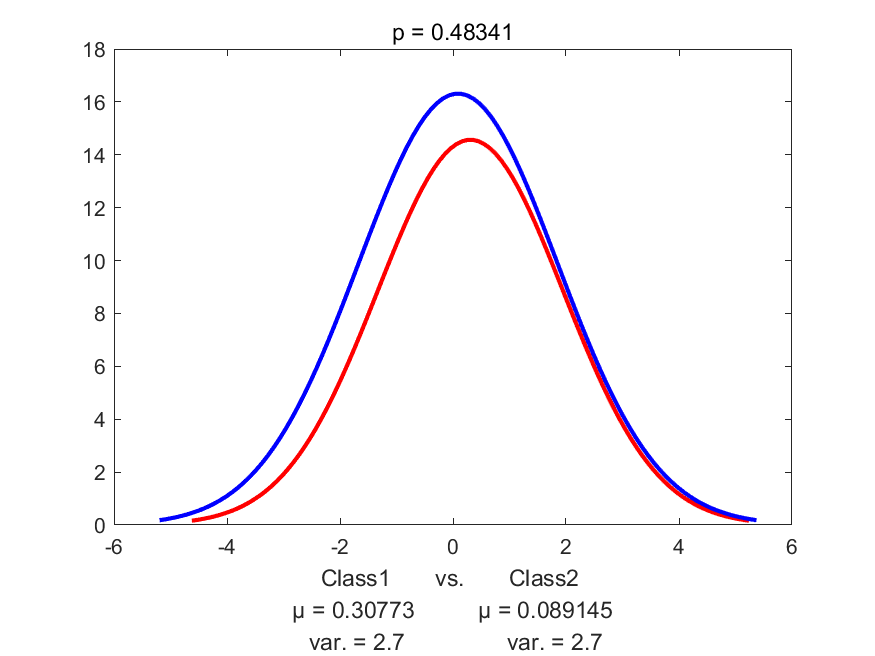 p = 0.48341
18
16
14
12
10
8
6
4
2
0
-6 -4 -2 0 2 4 6
Class1 vs. Class2
μ = 0.30773 μ = 0.089145
var. = 2.7 var. = 2.7